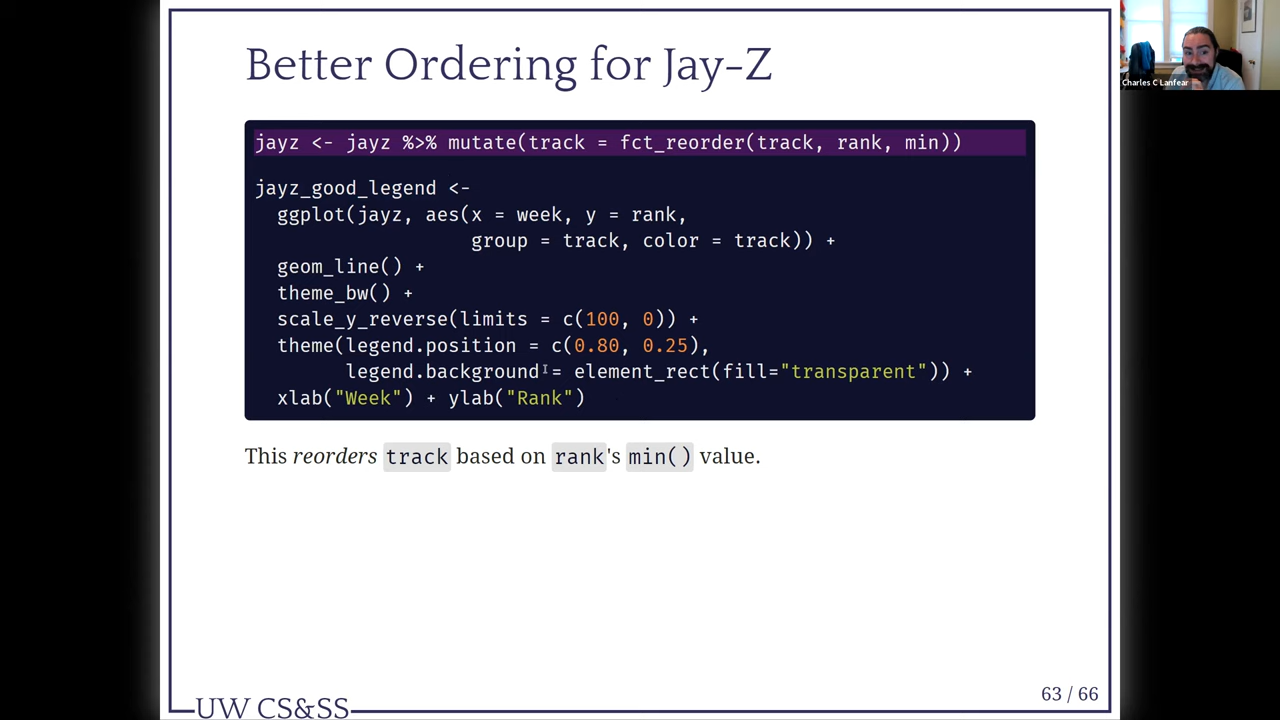 Better Ordering for Jay-Z
Charles C Lanfear
jayz <- jayz %>% mutate(track = fct_reorder(track, rank, min))
jayz_good_legend <-
ggplot(jayz, aes(x = week, y = rank,
group = track, color = track)) +
geom_line() +
theme_bw() +
scale_y_reverse(limits = c(100, 0)) +
theme(legend.position = c(0.80, 0.25),
legend.background = element_rect(fill="transparent")) +
xlab("Week") + ylab("Rank")
This reorders track based on rank's min() value.
63 / 66
UW CS&SS